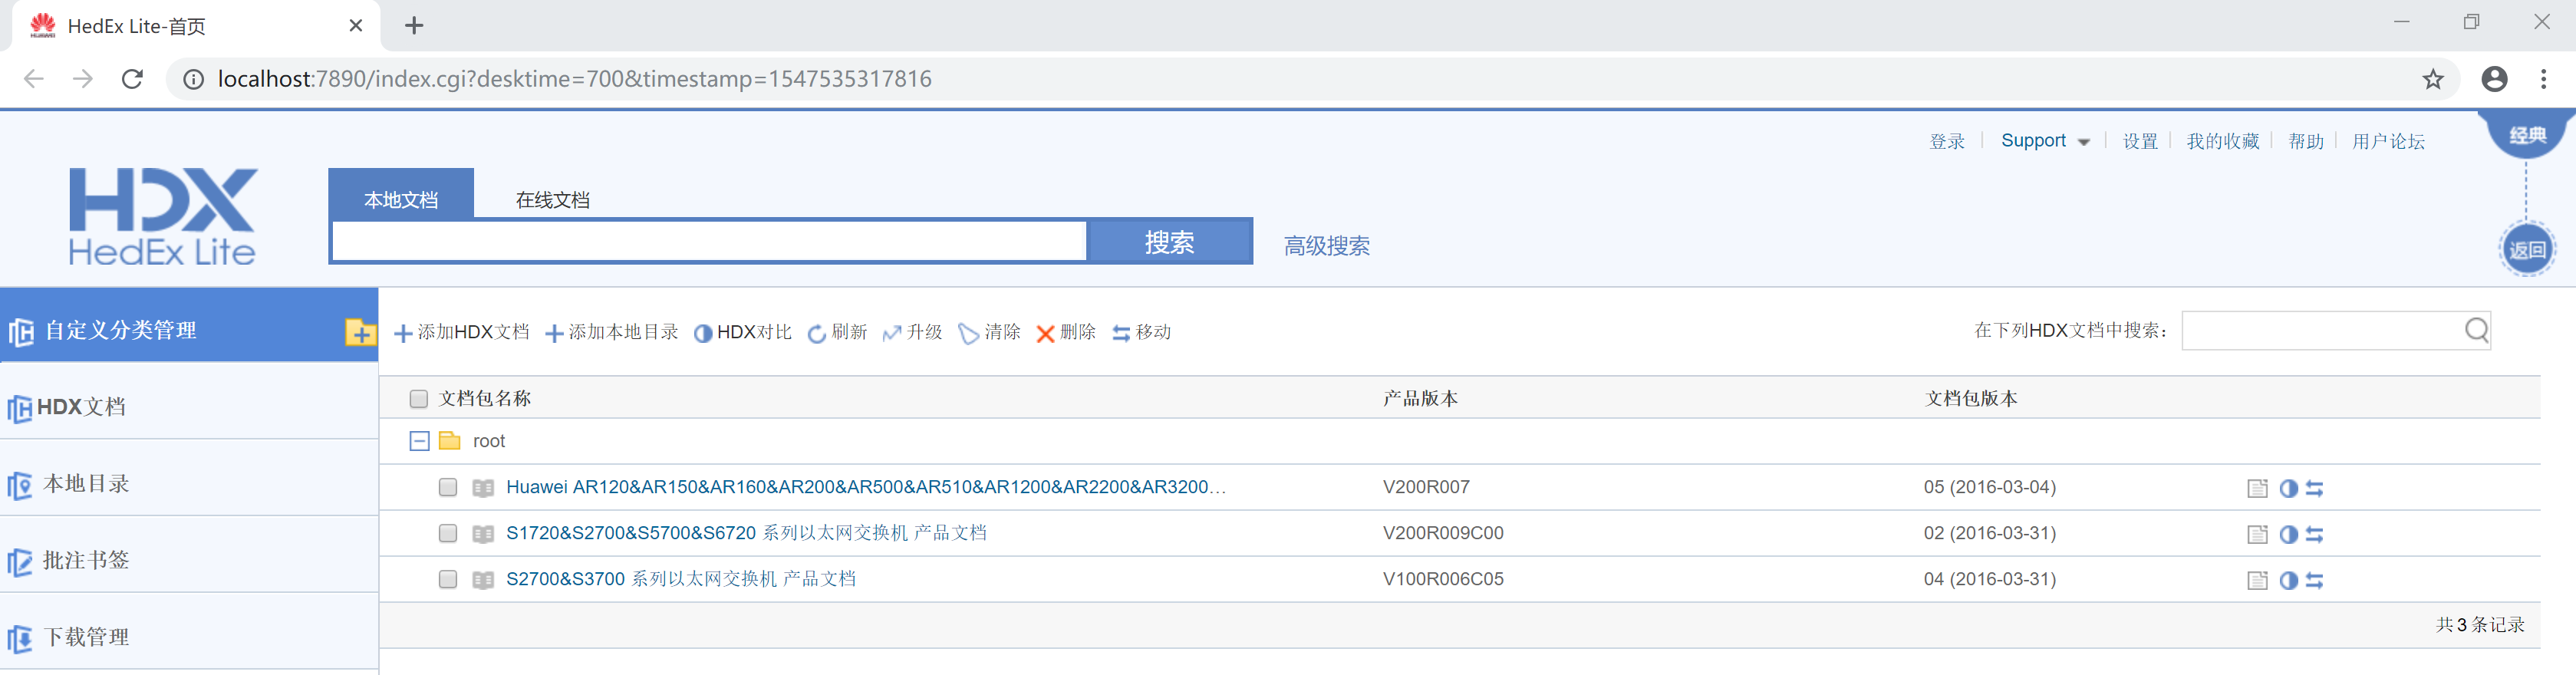 HedEx Lite-首页
localhost:7890/index.cgi?desktime=700&timestamp=1547535317816
登录 Support 设置 我的收藏 帮助 用户论坛 经典
HDX
HedEx Lite
本地文档 在线文档
搜索 高级搜索 返回
自定义分类管理
HDX文档
本地目录
批注书签
下载管理
添加HDX文档 添加本地目录 HDX对比 刷新 升级 清除 删除 移动 在下列HDX文档中搜索：
文档包名称 产品版本 文档包版本
root
Huawei AR120&AR150&AR160&AR200&AR500&AR510&AR1200&AR2200&AR3200... V200R007 05 (2016-03-04)
S1720&S2700&S5700&S6720 系列以太网交换机 产品文档 V200R009C00 02 (2016-03-31)
S2700&S3700 系列以太网交换机 产品文档 V100R006C05 04 (2016-03-31)
共 3 条记录